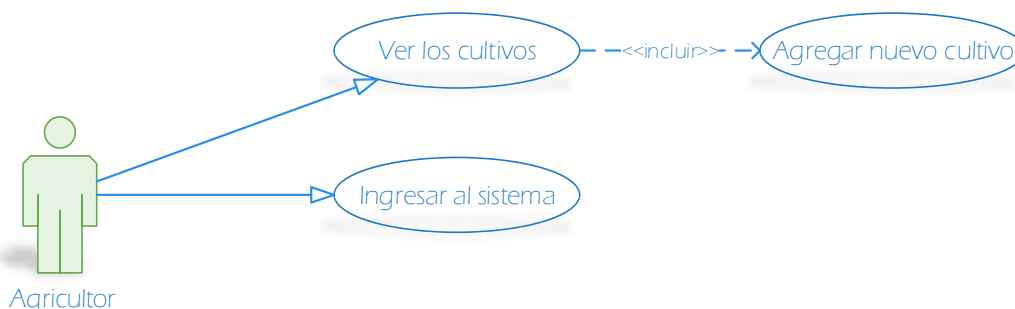 Ver los cultivos
<<incluir>>
Agregar nuevo cultivo
Ingresar al sistema
Agricultor